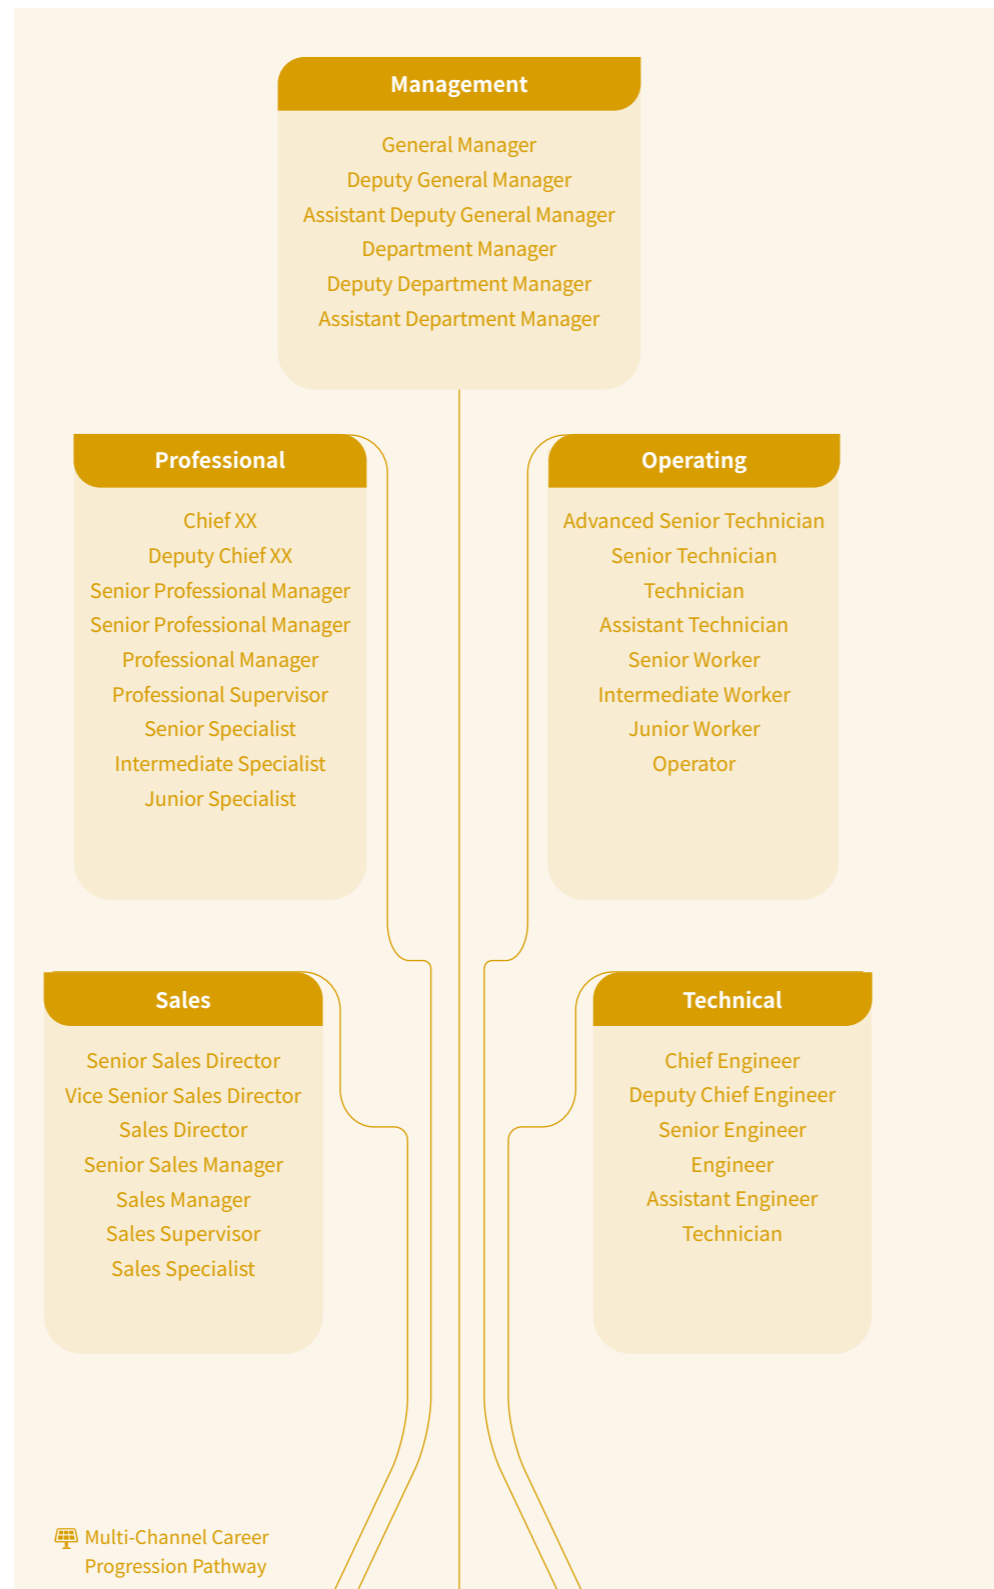 Management
General Manager
Deputy General Manager
Assistant Deputy General Manager
Department Manager
Deputy Department Manager
Assistant Department Manager
Professional
Chief XX
Deputy Chief XX
Senior Professional Manager
Senior Professional Manager
Professional Manager
Professional Supervisor
Senior Specialist
Intermediate Specialist
Junior Specialist
Operating
Advanced Senior Technician
Senior Technician
Technician
Assistant Technician
Senior Worker
Intermediate Worker
Junior Worker
Operator
Sales
Senior Sales Director
Vice Senior Sales Director
Sales Director
Senior Sales Manager
Sales Manager
Sales Supervisor
Sales Specialist
Technical
Chief Engineer
Deputy Chief Engineer
Senior Engineer
Engineer
Assistant Engineer
Technician
Multi-Channel Career
Progression Pathway